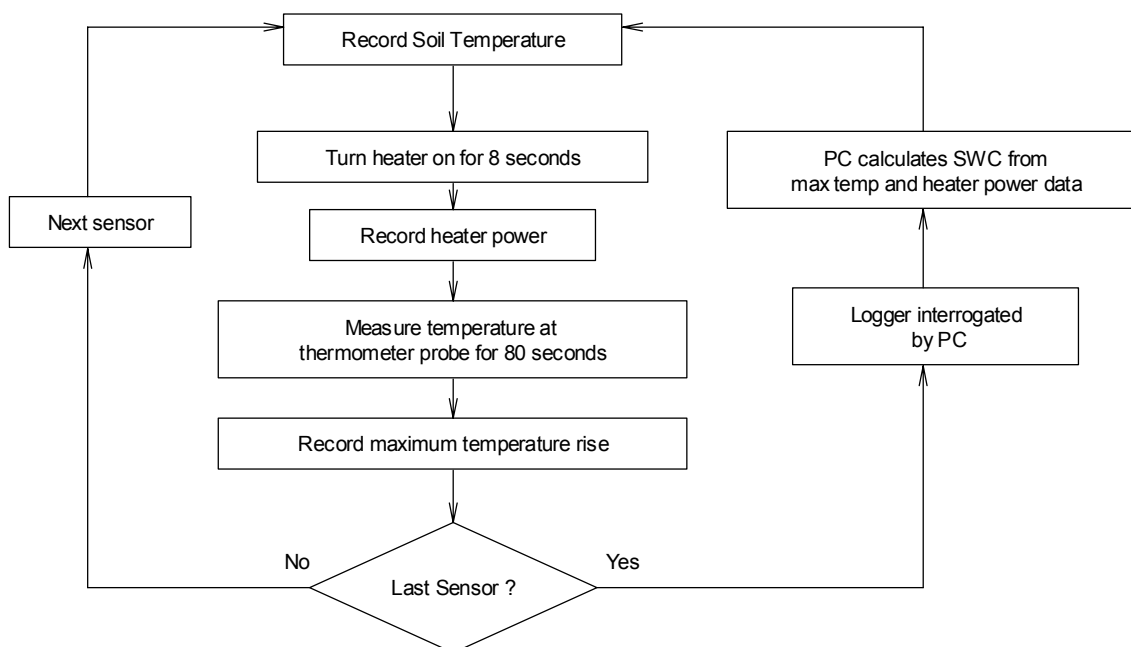 Record Soil Temperature
Turn heater on for 8 seconds
PC calculates SWC from
max temp and heater power data
Next sensor
Record heater power
Measure temperature at
thermometer probe for 80 seconds
Logger interrogated
by PC
Record maximum temperature rise
No
Yes
Last Sensor ?